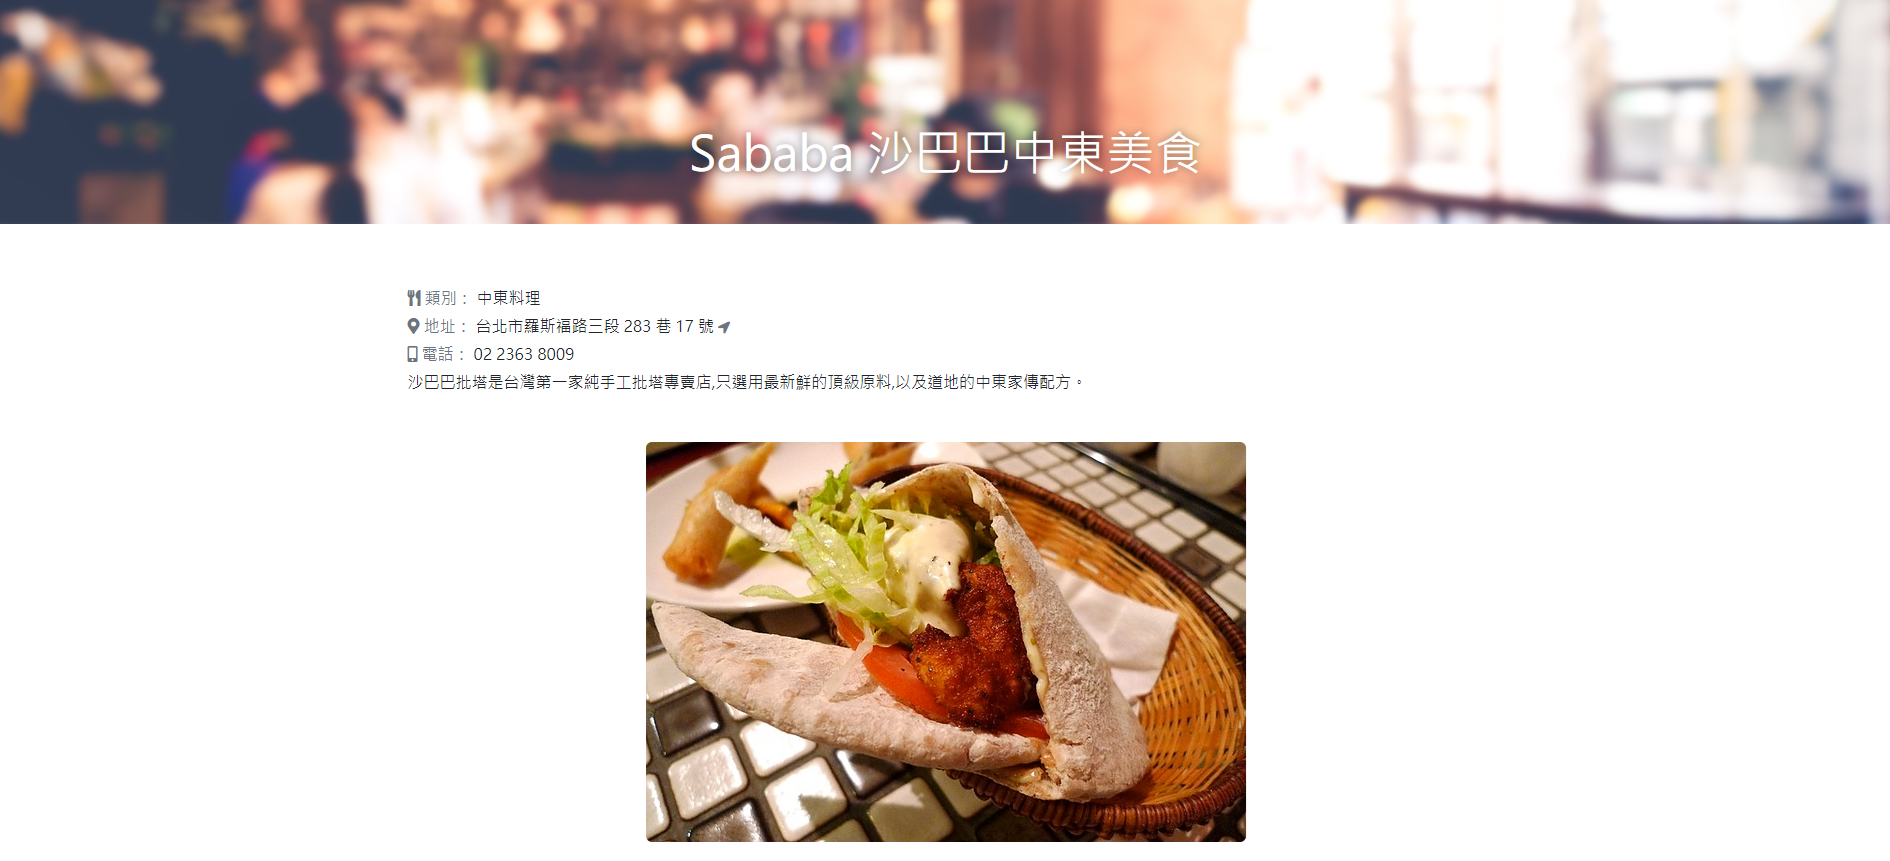 Sababa 沙巴巴中東美食
類別： 中東料理
地址： 台北市羅斯福路三段 283 巷 17 號
電話： 02 2363 8009
沙巴巴批塔是台灣第一家純手工批塔專賣店,只選用最新鮮的頂級原料,以及道地的中東家傳配方。